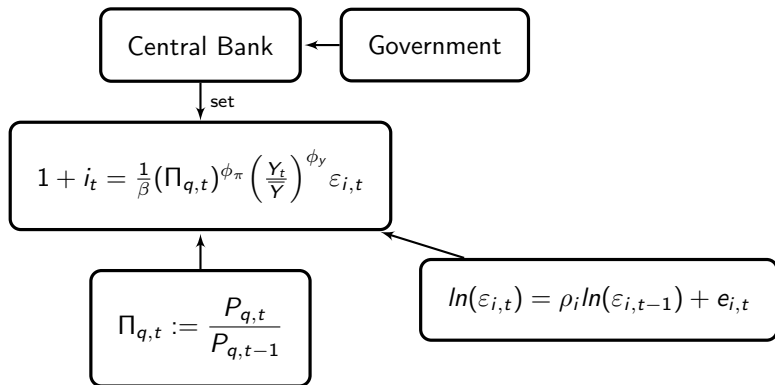 Central Bank
Government
set
1 + i_t = \frac{1}{\beta}(\Pi_{q,t})^{\phi_\pi} \left(\frac{Y_t}{\overline{Y}}\right)^{\phi_y} \varepsilon_{i,t}
\Pi_{q,t} := \frac{P_{q,t}}{P_{q,t-1}}
ln(\varepsilon_{i,t}) = \rho_i ln(\varepsilon_{i,t-1}) + e_{i,t}